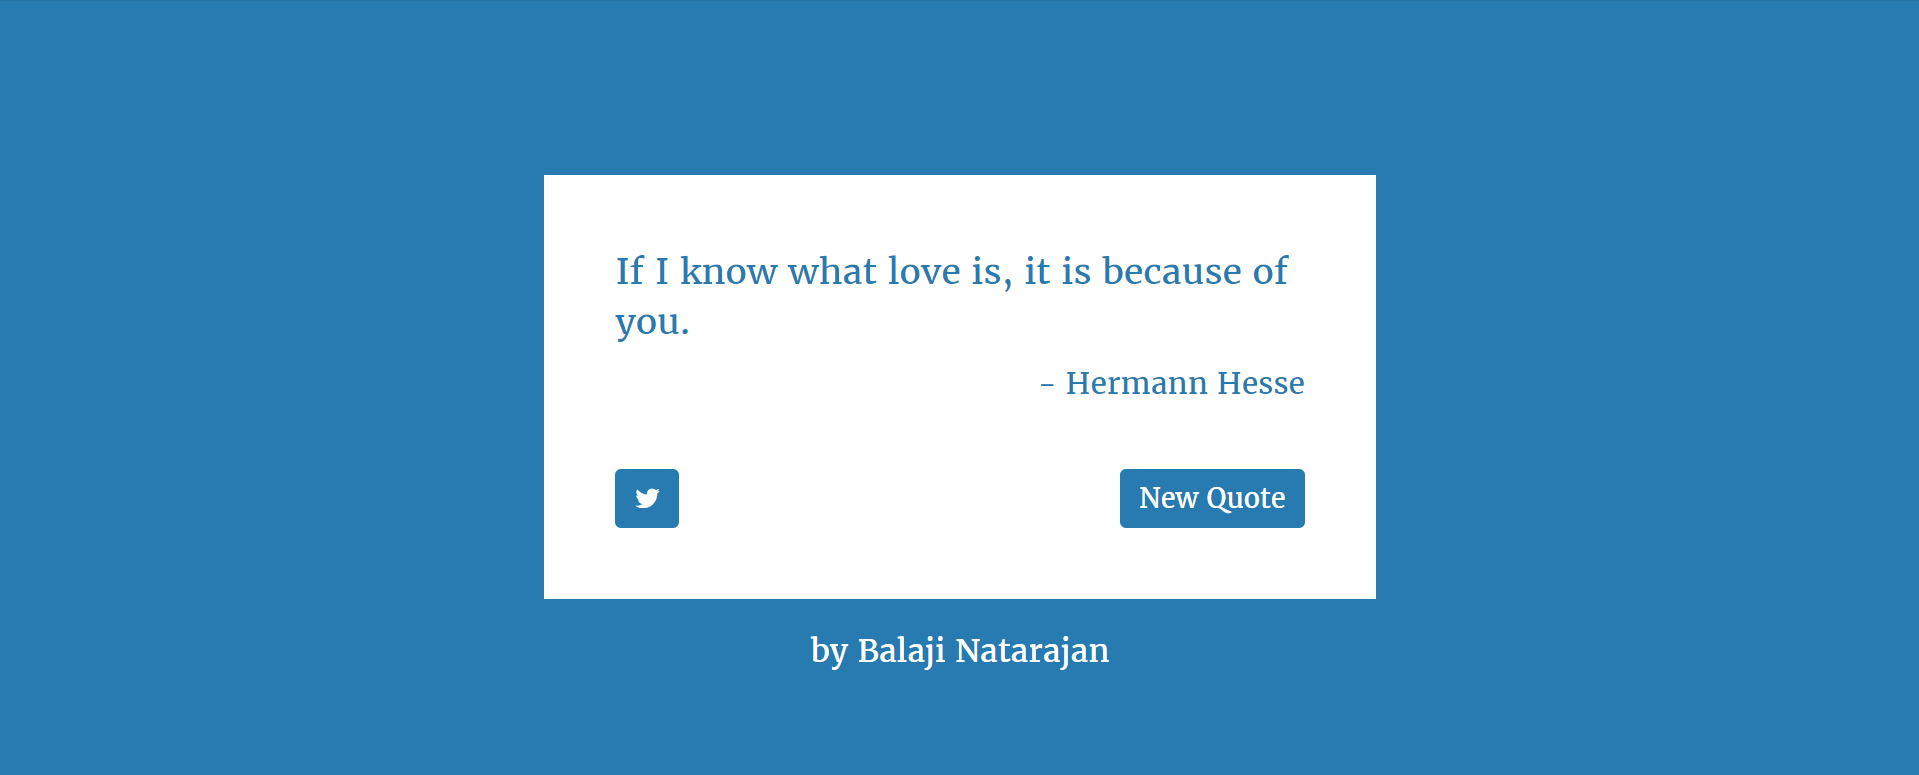 If I know what love is, it is because of
you.
- Hermann Hesse
New Quote
by Balaji Natarajan